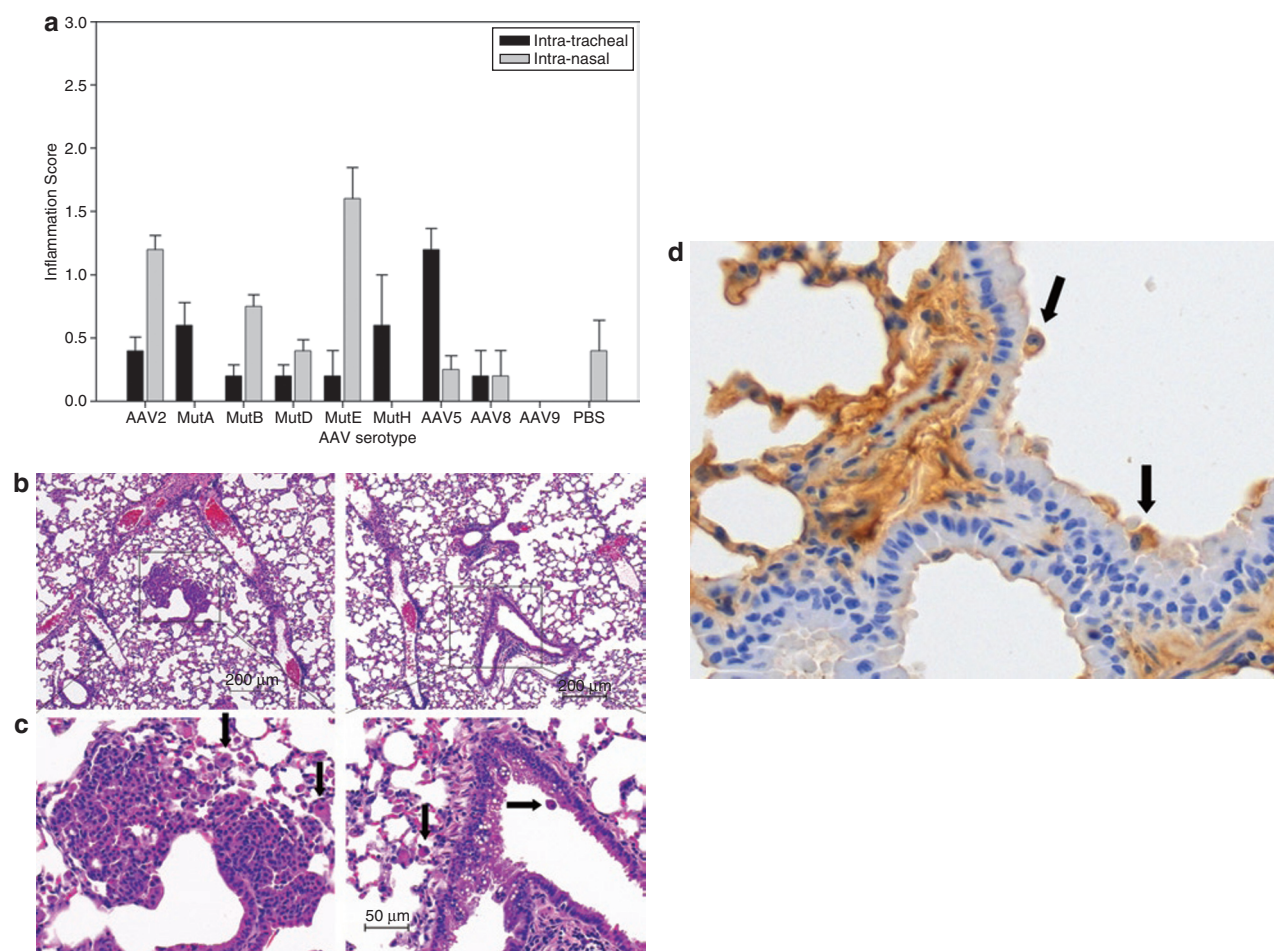 a
3.0
2.5
2.0
1.5
1.0
0.5
0.0
Inflammation Score
Intra-tracheal
Intra-nasal
AAV2 MutA MutB MutD MutE MutH AAV5 AAV8 AAV9 PBS
AAV serotype
b
200 μm
200 μm
c
50 μm
d